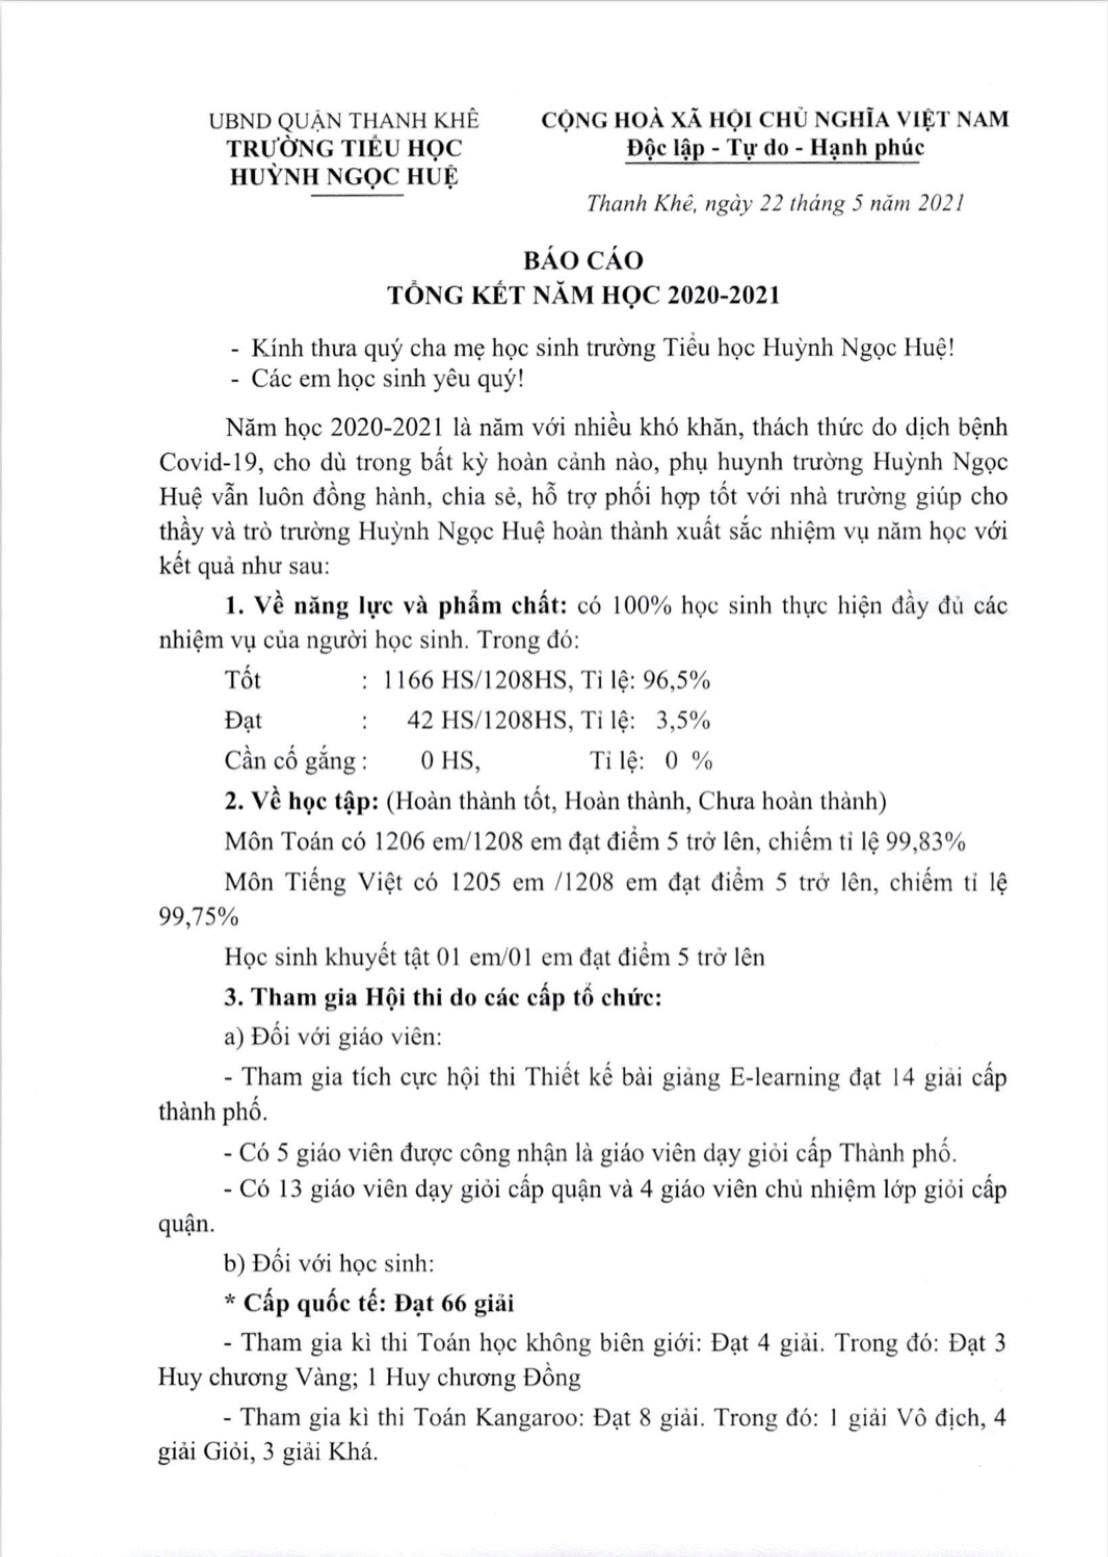 UBND QUẬN THANH KHÊ
TRƯỜNG TIỂU HỌC
HUỲNH NGỌC HUỆ
CỘNG HOÀ XÃ HỘI CHỦ NGHĨA VIỆT NAM
Độc lập - Tự do - Hạnh phúc
Thanh Khê, ngày 22 tháng 5 năm 2021
BÁO CÁO
TỔNG KẾT NĂM HỌC 2020-2021
- Kính thưa quý cha mẹ học sinh trường Tiểu học Huỳnh Ngọc Huệ!
- Các em học sinh yêu quý!
Năm học 2020-2021 là năm với nhiều khó khăn, thách thức do dịch bệnh
Covid-19, cho dù trong bất kỳ hoàn cảnh nào, phụ huynh trường Huỳnh Ngọc
Huệ vẫn luôn đồng hành, chia sẻ, hỗ trợ phối hợp tốt với nhà trường giúp cho
thầy và trò trường Huỳnh Ngọc Huệ hoàn thành xuất sắc nhiệm vụ năm học với
kết quả như sau:
1. Về năng lực và phẩm chất: có 100% học sinh thực hiện đầy đủ các
nhiệm vụ của người học sinh. Trong đó:
Tốt : 1166 HS/1208HS, Tỉ lệ: 96,5%
Đạt : 42 HS/1208HS, Tỉ lệ: 3,5%
Cần cố gắng : 0 HS, Tỉ lệ: 0 %
2. Về học tập: (Hoàn thành tốt, Hoàn thành, Chưa hoàn thành)
Môn Toán có 1206 em/1208 em đạt điểm 5 trở lên, chiếm tỉ lệ 99,83%
Môn Tiếng Việt có 1205 em /1208 em đạt điểm 5 trở lên, chiếm tỉ lệ
99,75%
Học sinh khuyết tật 01 em/01 em đạt điểm 5 trở lên
3. Tham gia Hội thi do các cấp tổ chức:
a) Đối với giáo viên:
- Tham gia tích cực hội thi Thiết kế bài giảng E-learning đạt 14 giải cấp
thành phố.
- Có 5 giáo viên được công nhận là giáo viên dạy giỏi cấp Thành phố.
- Có 13 giáo viên dạy giỏi cấp quận và 4 giáo viên chủ nhiệm lớp giỏi cấp
quận.
b) Đối với học sinh:
* Cấp quốc tế: Đạt 66 giải
- Tham gia kì thi Toán học không biên giới: Đạt 4 giải. Trong đó: Đạt 3
Huy chương Vàng; 1 Huy chương Đồng
- Tham gia kì thi Toán Kangaroo: Đạt 8 giải. Trong đó: 1 giải Vô địch, 4
giải Giỏi, 3 giải Khá.